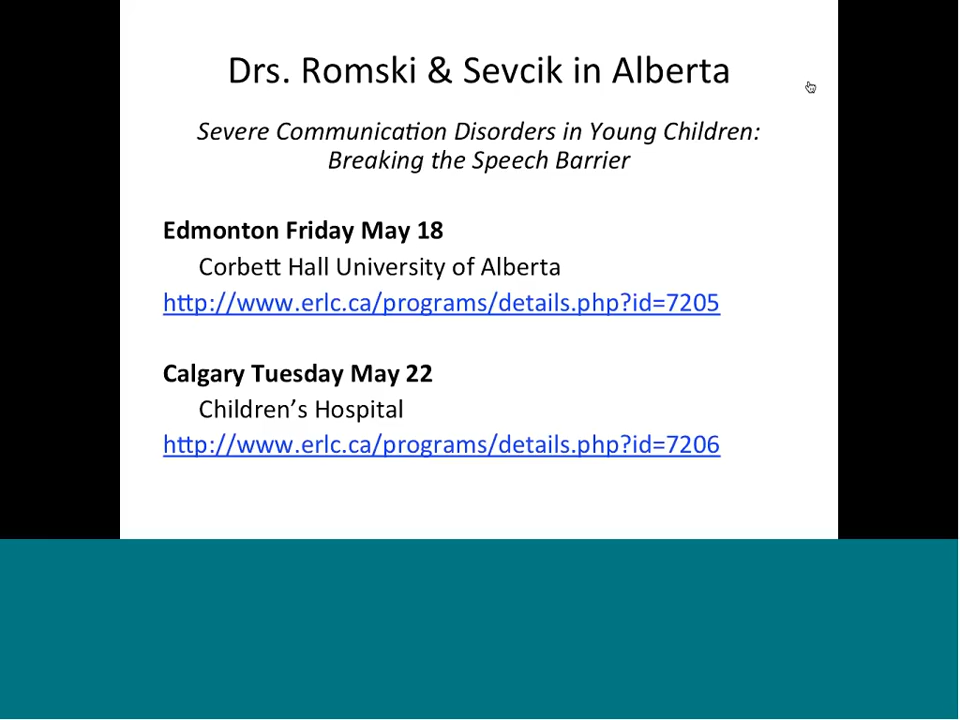 Drs. Romski & Sevcik in Alberta
Severe Communication Disorders in Young Children:
Breaking the Speech Barrier
Edmonton Friday May 18
Corbett Hall University of Alberta
http://www.erlc.ca/programs/details.php?id=7205
Calgary Tuesday May 22
Children’s Hospital
http://www.erlc.ca/programs/details.php?id=7206